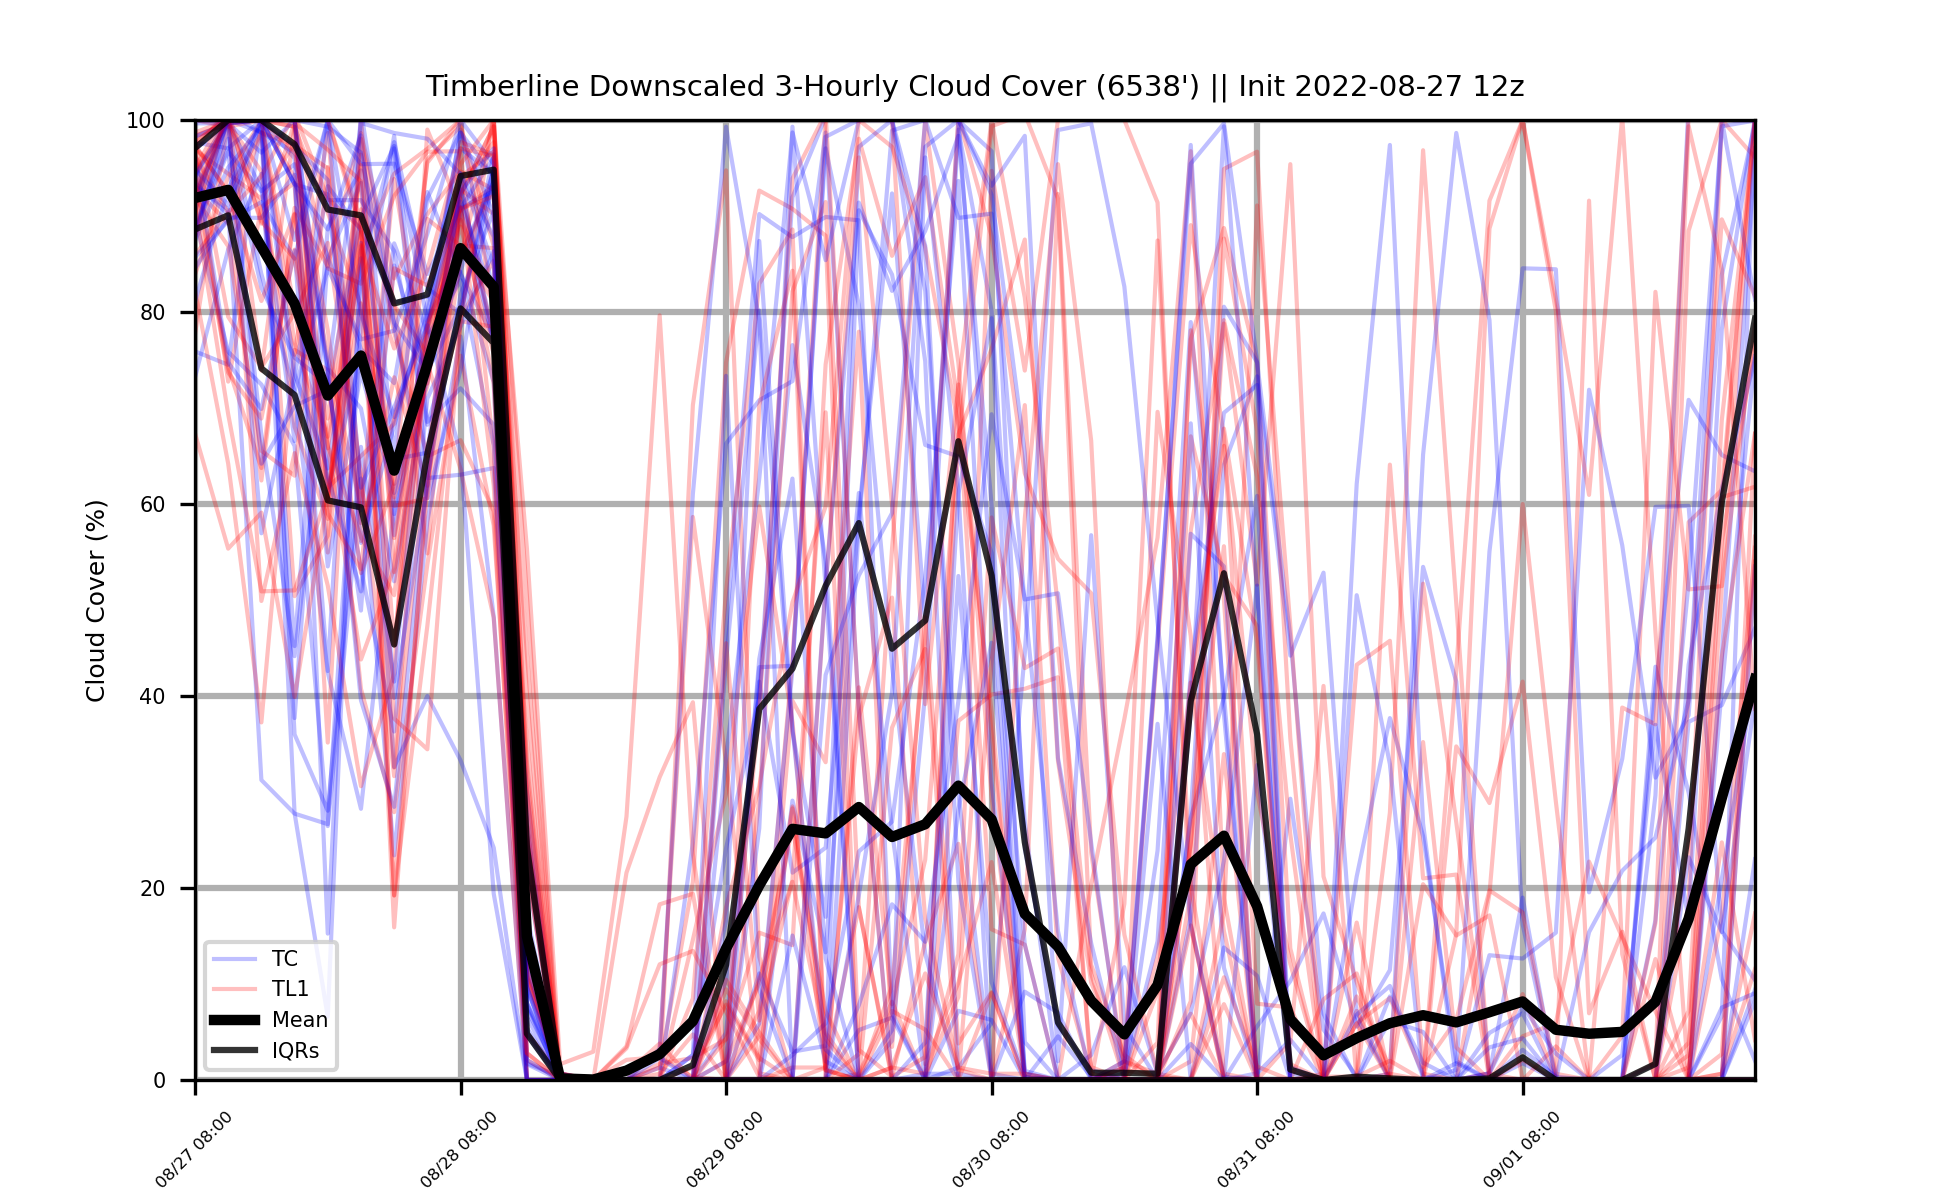 Timberline Downscaled 3-Hourly Cloud Cover (6538') || Init 2022-08-27 12z
Cloud Cover (%)
100
80
60
40
20
0
TC
TL1
Mean
IQRs
08/27 08:00
08/28 08:00
08/29 08:00
08/30 08:00
08/31 08:00
09/01 08:00